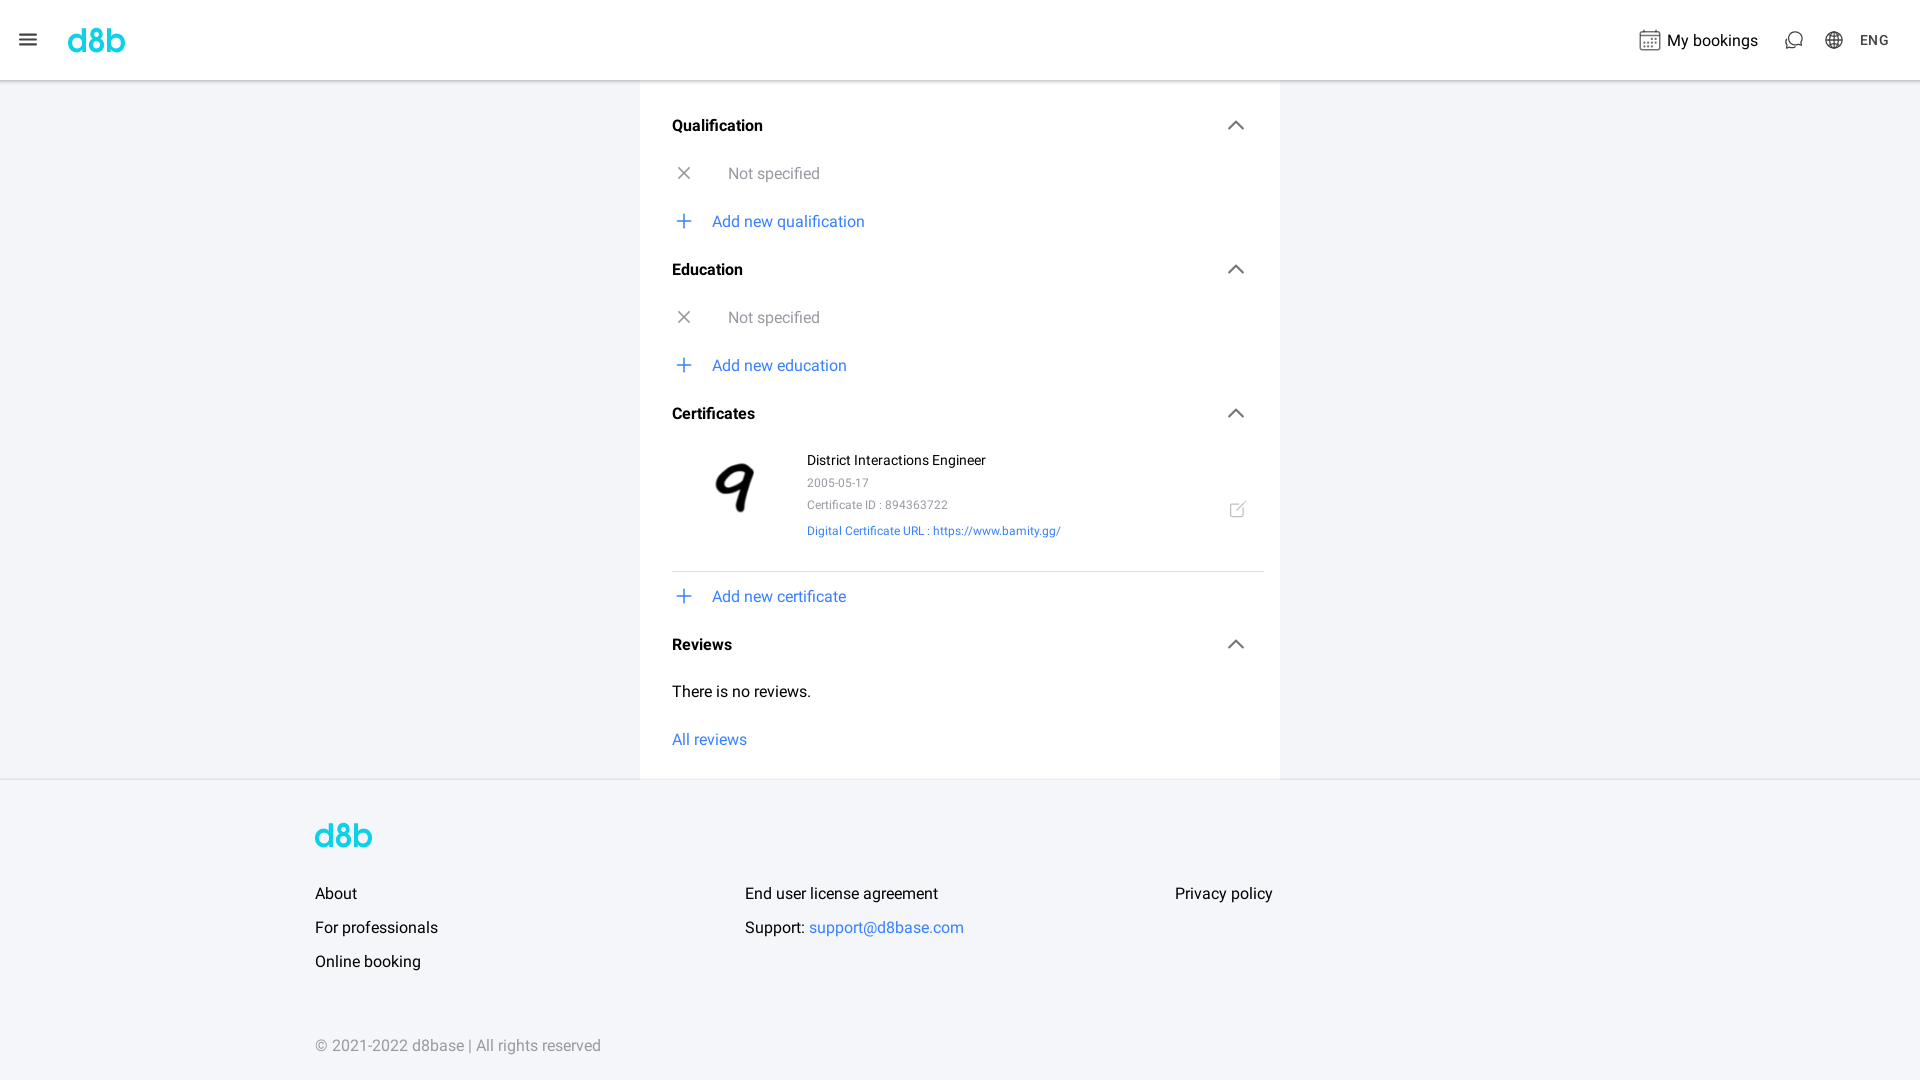 d8b
My bookings
ENG
Qualification
Not specified
Add new qualification
Education
Not specified
Add new education
Certificates
9
District Interactions Engineer
2005-05-17
Certificate ID : 894363722
Digital Certificate URL : https://www.bamity.gg/
Add new certificate
Reviews
There is no reviews.
All reviews
d8b
About
For professionals
Online booking
End user license agreement
Support: support@d8base.com
Privacy policy
© 2021-2022 d8base | All rights reserved